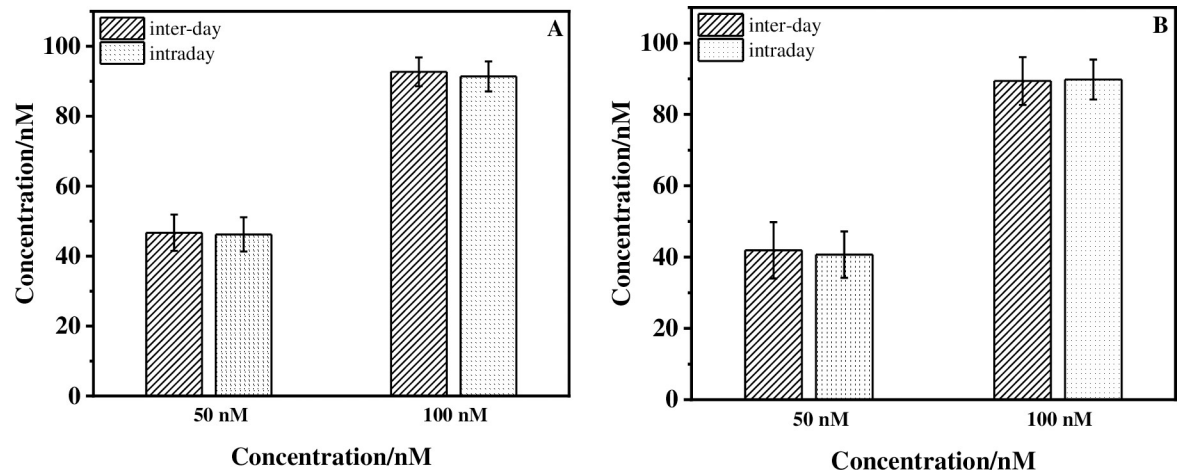 A
inter-day
intraday
100
80
60
40
20
0
Concentration/nM
50 nM
100 nM
Concentration/nM
B
inter-day
intraday
100
80
60
40
20
0
Concentration/nM
50 nM
100 nM
Concentration/nM